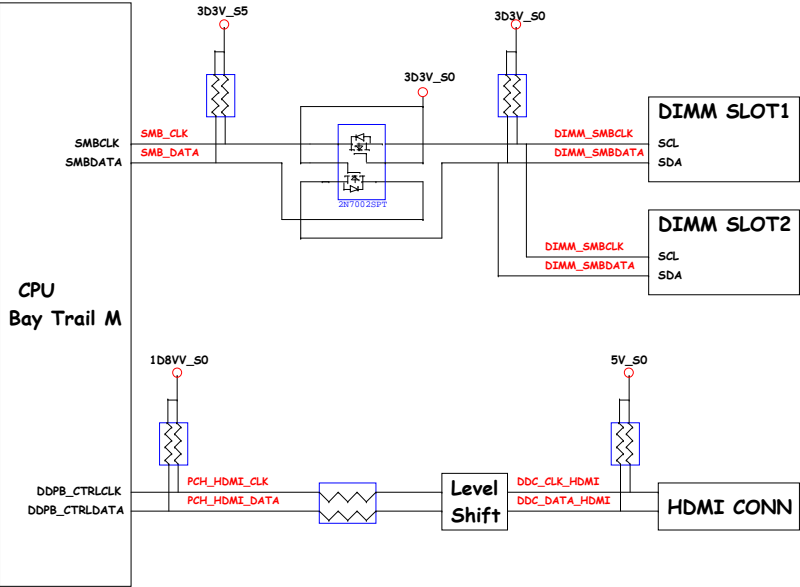 3D3V_S5
3D3V_S0
3D3V_S0
DIMM SLOT1
SMBCLK
SMB_CLK
DIMM_SMBCLK
SCL
SMBDATA
SMB_DATA
DIMM_SMBDATA
SDA
2N7002SPT
DIMM SLOT2
DIMM_SMBCLK
SCL
DIMM_SMBDATA
SDA
CPU
Bay Trail M
1D8VV_S0
5V_S0
DDPB_CTRLCLK
PCH_HDMI_CLK
DDC_CLK_HDMI
DDPB_CTRLDATA
PCH_HDMI_DATA
DDC_DATA_HDMI
Level
Shift
HDMI CONN